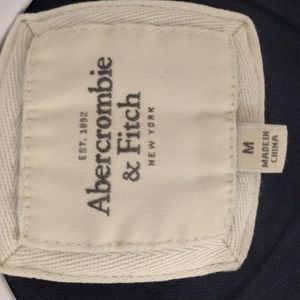 EST. 1892
Abercrombie
& Fitch
NEW YORK
M
MADE IN
CHINA